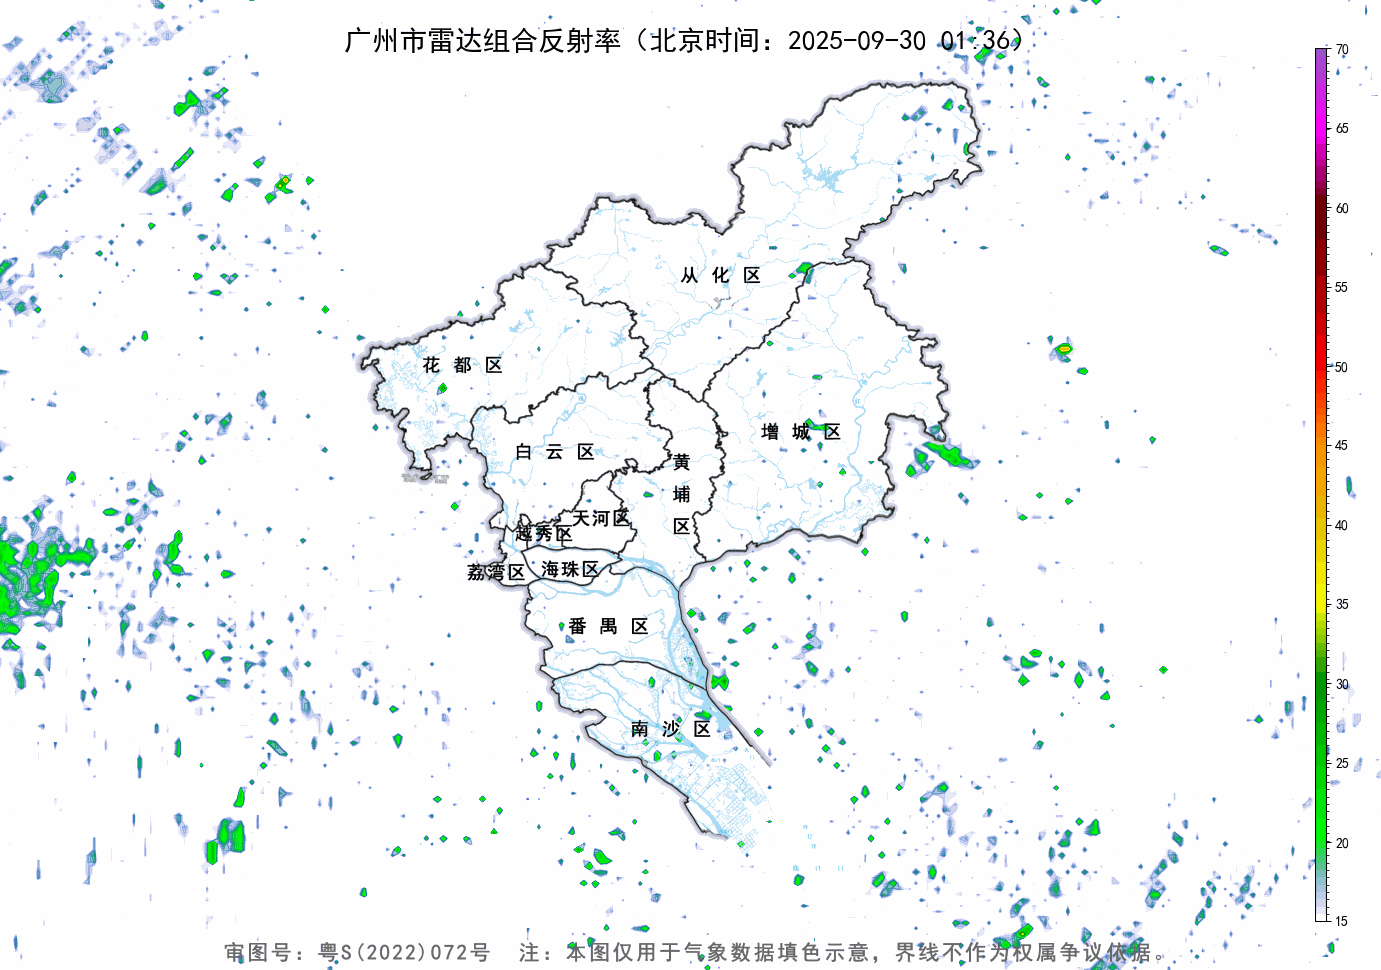 广州市雷达组合反射率（北京时间：2025-09-30 01:36）
70
65
60
55
50
45
40
35
30
25
20
15
从化区
花都区
增城区
白云区
黄埔区
天河区
越秀区
荔湾区
海珠区
番禺区
南沙区
审图号：粤S(2022)072号 注：本图仅用于气象数据填色示意，界线不作为权属争议依据。